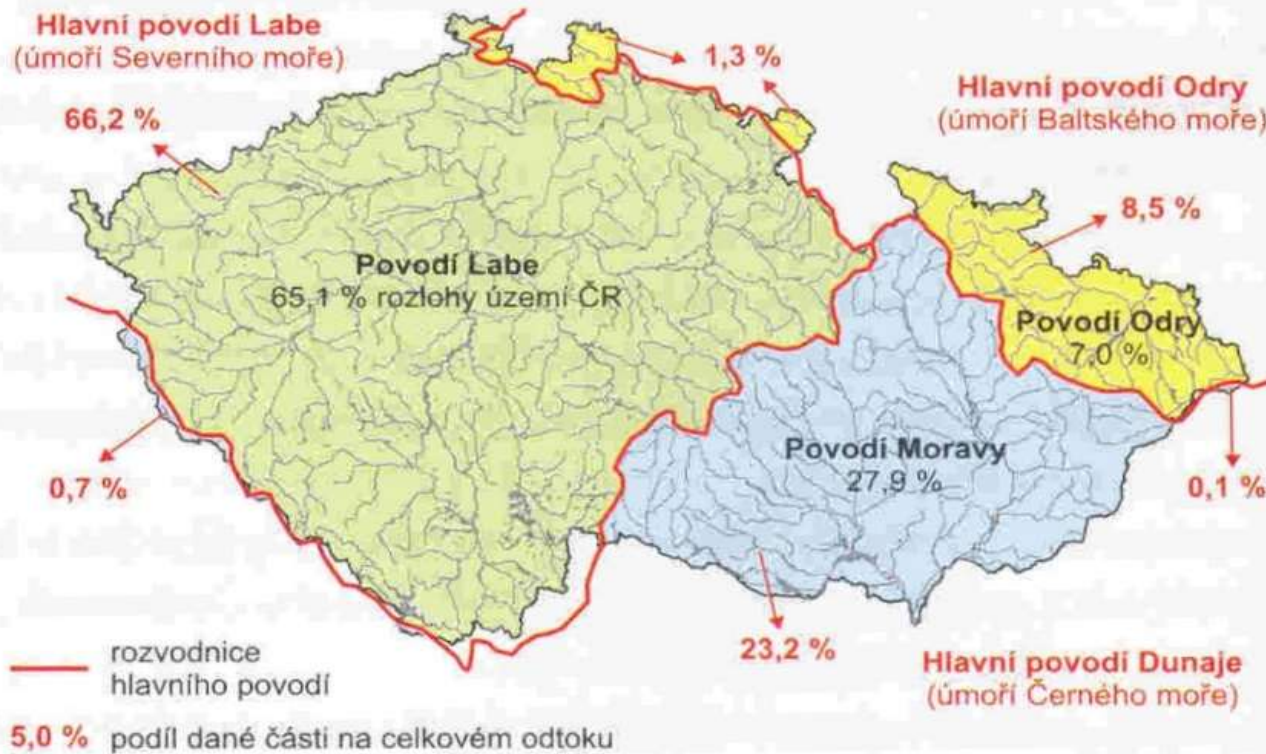 Hlavní povodí Labe
(úmoří Severního moře)
66,2 %
1,3 %
Hlavní povodí Odry
(úmoří Baltského moře)
8,5 %
Povodí Labe
65,1 % rozlohy území ČR
Povodí Odry
7,0 %
Povodí Moravy
27,9 %
0,7 %
0,1 %
23,2 %
Hlavní povodí Dunaje
(úmoří Černého moře)
rozvodnice
hlavního povodí
5,0 % podíl dané části na celkovém odtoku